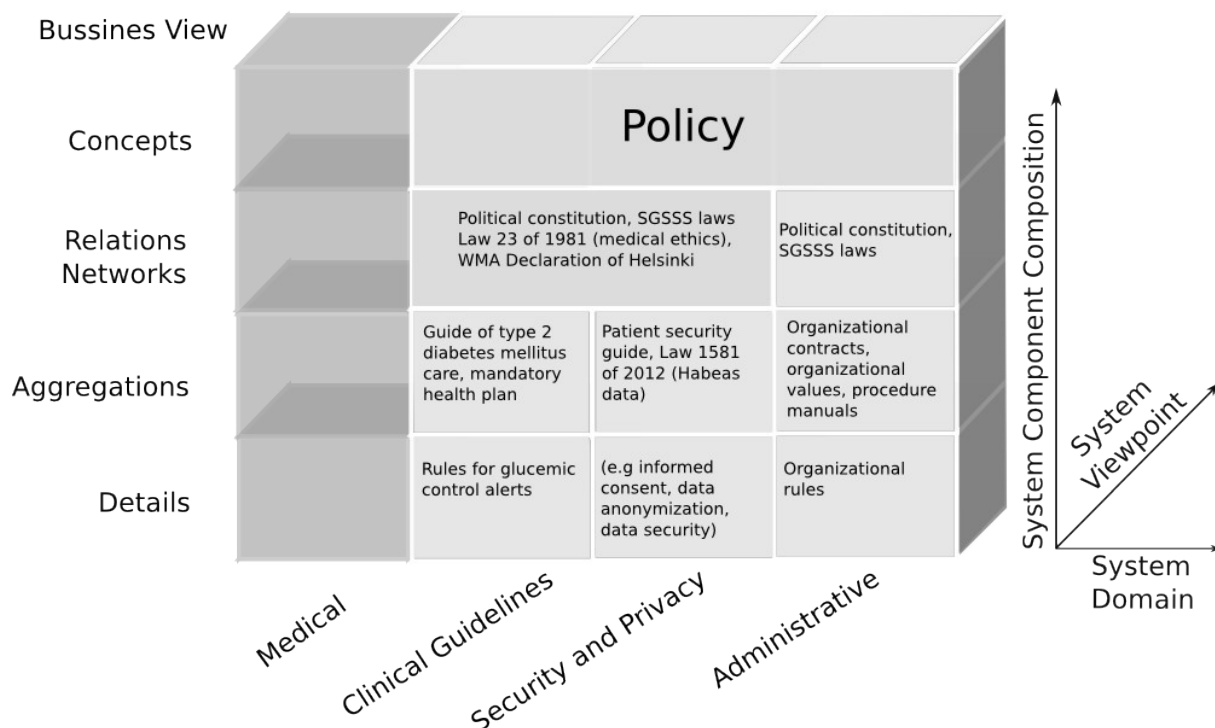 Bussines View
Concepts
Policy
Relations
Networks
Political constitution, SGSSS laws
Law 23 of 1981 (medical ethics),
WMA Declaration of Helsinki
Political constitution,
SGSSS laws
Aggregations
Guide of type 2
diabetes mellitus
care, mandatory
health plan
Patient security
guide, Law 1581
of 2012 (Habeas
data)
Organizational
contracts,
organizational
values, procedure
manuals
Details
Rules for glucemic
control alerts
(e.g informed
consent, data
anonymization,
data security)
Organizational
rules
Medical
Clinical Guidelines
Security and Privacy
Administrative
System Component Composition
System
Viewpoint
System
Domain